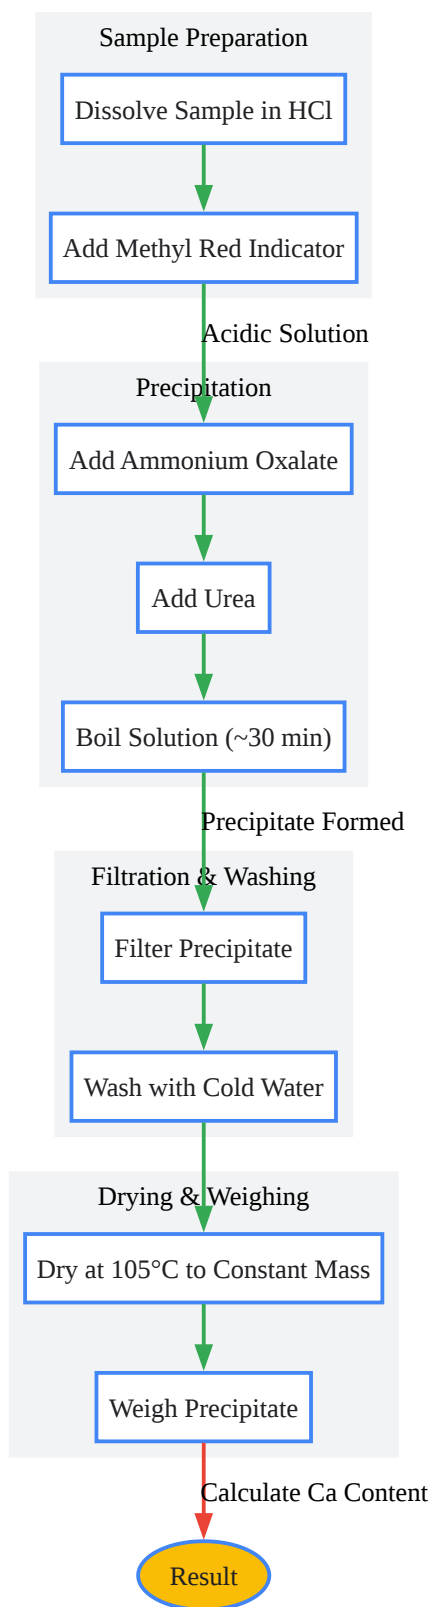 Sample Preparation
Dissolve Sample in HCl
Add Methyl Red Indicator
Acidic Solution
Precipitation
Add Ammonium Oxalate
Add Urea
Boil Solution (~30 min)
Precipitate Formed
Filtration & Washing
Filter Precipitate
Wash with Cold Water
Drying & Weighing
Dry at 105°C to Constant Mass
Weigh Precipitate
Calculate Ca Content
Result